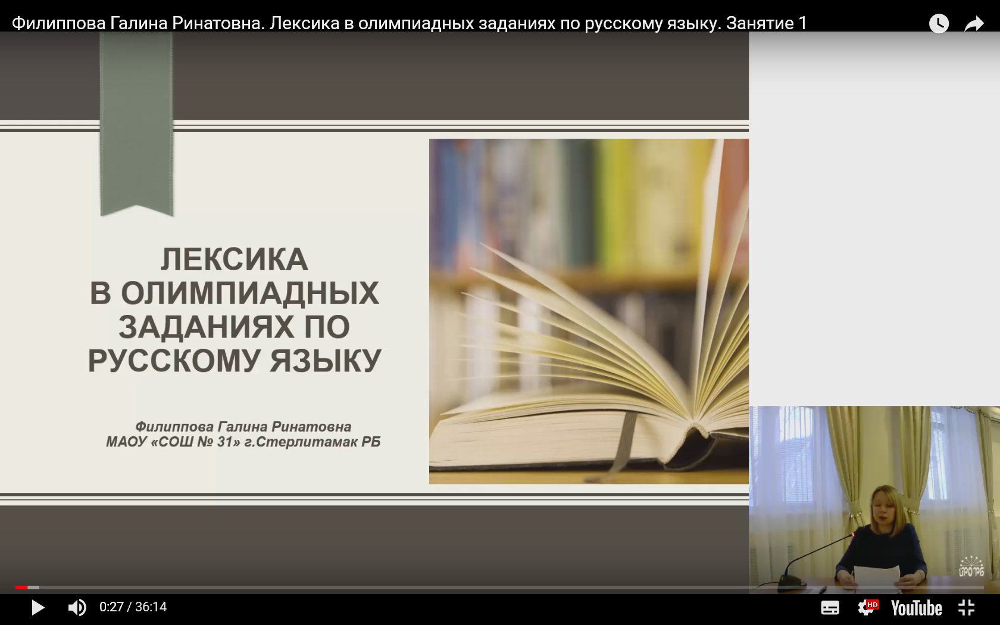 Филиппова Галина Ринатовна. Лексика в олимпиадных заданиях по русскому языку. Занятие 1
ЛЕКСИКА
В ОЛИМПИАДНЫХ
ЗАДАНИЯХ ПО
РУССКОМУ ЯЗЫКУ
Филиппова Галина Ринатовна
МАОУ «СОШ № 31» г.Стерлитамак РБ
ИРО РБ
0:27 / 36:14
HD
YouTube